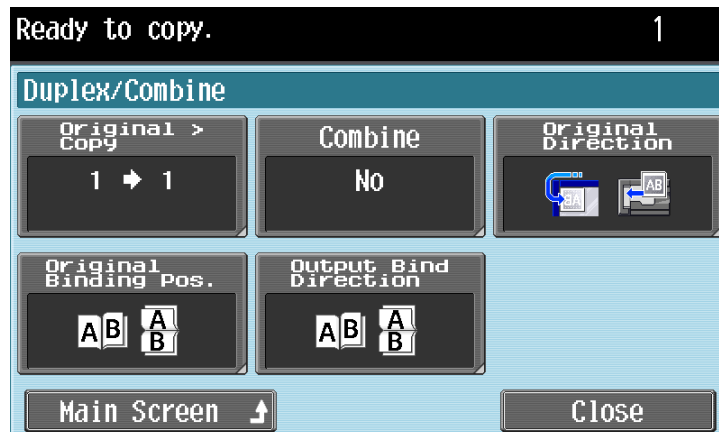 Ready to copy. 1
Duplex/Combine
Original >
Copy
1 → 1
Combine
No
Original
Direction
AB AB
Original
Binding Pos.
AB A
B
Output Bind
Direction
AB A
B
Main Screen
Close